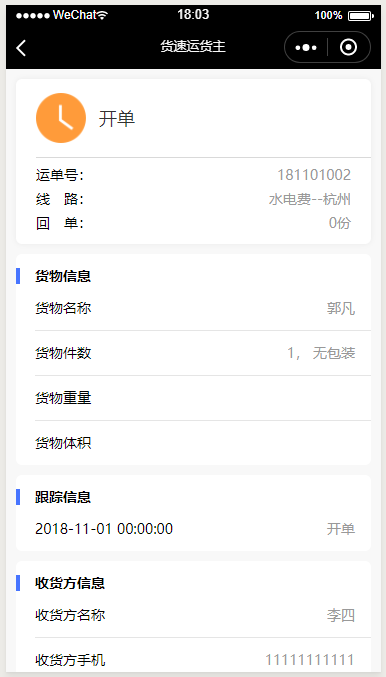 WeChat 18:03 100%
货速运货主
开单
运单号: 181101002
线 路: 水电费--杭州
回 单: 0份
货物信息
货物名称 郭凡
货物件数 1， 无包装
货物重量
货物体积
跟踪信息
2018-11-01 00:00:00 开单
收货方信息
收货方名称 李四
收货方手机 11111111111